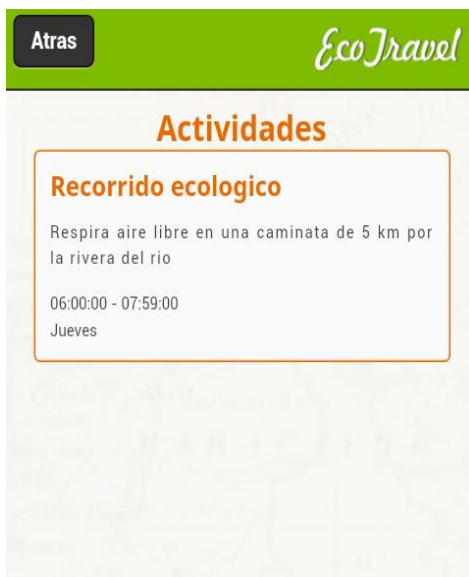 Atras
EcoTravel
Actividades
Recorrido ecologico
Respira aire libre en una caminata de 5 km por
la rivera del rio
06:00:00 - 07:59:00
Jueves